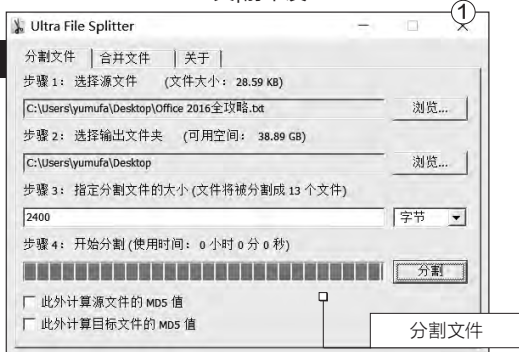 ①
Ultra File Splitter
分割文件 合并文件 关于
步骤 1： 选择源文件 (文件大小： 28.59 KB)
C:\Users\yumufa\Desktop\Office 2016全攻略.txt 浏览...
步骤 2： 选择输出文件夹 (可用空间： 38.89 GB)
C:\Users\yumufa\Desktop 浏览...
步骤 3： 指定分割文件的大小 (文件将被分割成 13 个文件)
2400 字节
步骤 4： 开始分割 (使用时间： 0 小时 0 分 0 秒)
分割
此外计算源文件的 MD5 值
此外计算目标文件的 MD5 值
分割文件